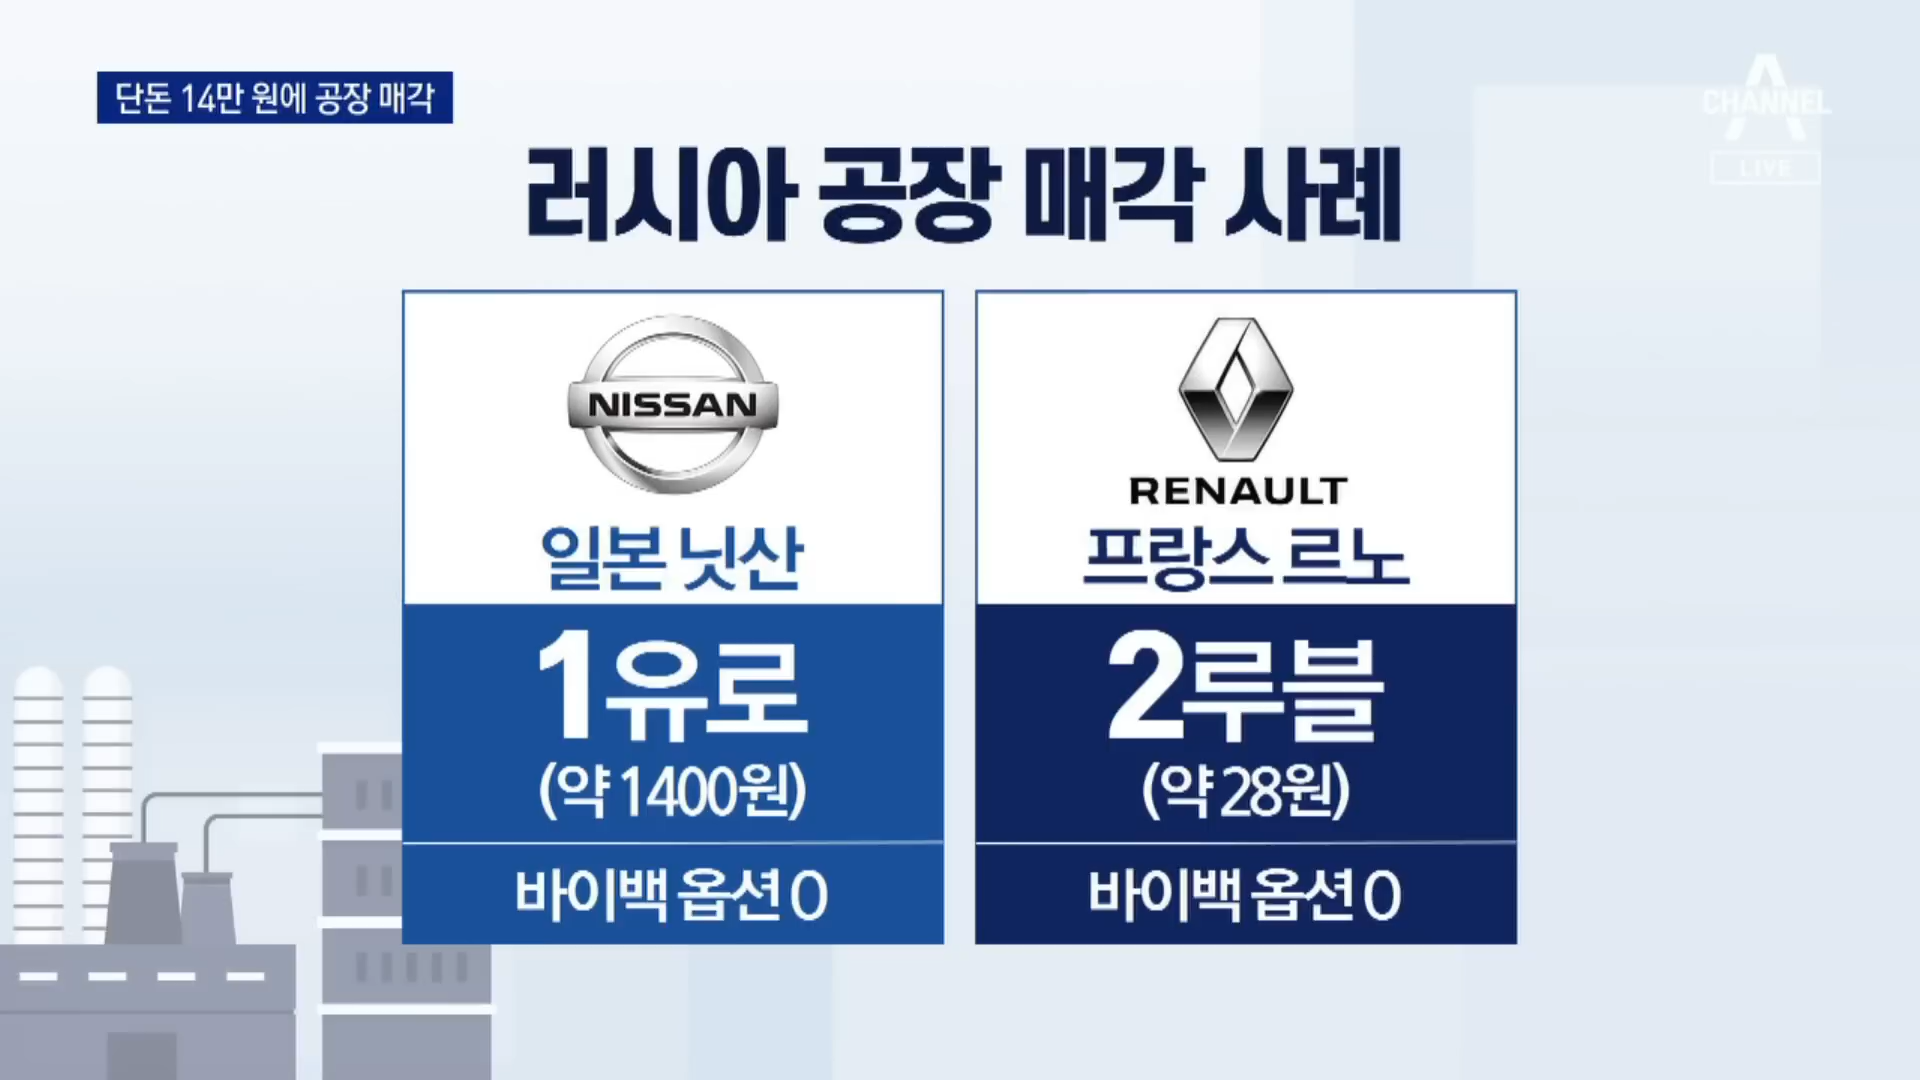 단돈 14만 원에 공장 매각
CHANNEL A
LIVE
러시아 공장 매각 사례
NISSAN
일본 닛산
1유로
(약 1400원)
바이백 옵션 O
RENAULT
프랑스 르노
2루블
(약 28원)
바이백 옵션 O